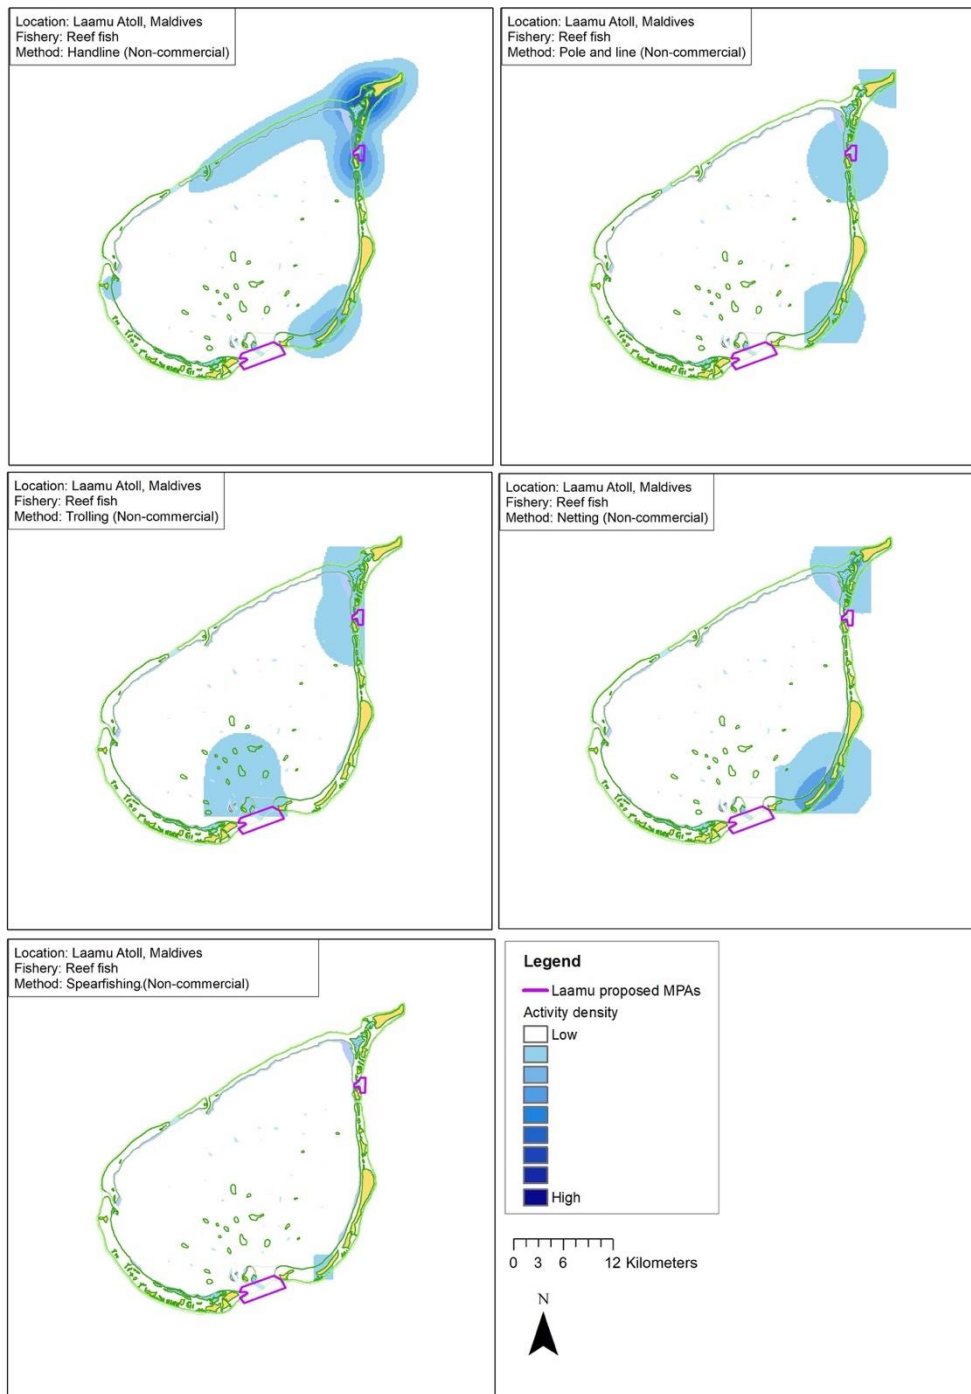 Location: Laamu Atoll, Maldives
Fishery: Reef fish
Method: Handline (Non-commercial)
Location: Laamu Atoll, Maldives
Fishery: Reef fish
Method: Pole and line (Non-commercial)
Location: Laamu Atoll, Maldives
Fishery: Reef fish
Method: Trolling (Non-commercial)
Location: Laamu Atoll, Maldives
Fishery: Reef fish
Method: Netting (Non-commercial)
Location: Laamu Atoll, Maldives
Fishery: Reef fish
Method: Spearfishing.(Non-commercial)
Legend
Laamu proposed MPAs
Activity density
Low
High
0 3 6 12 Kilometers
N